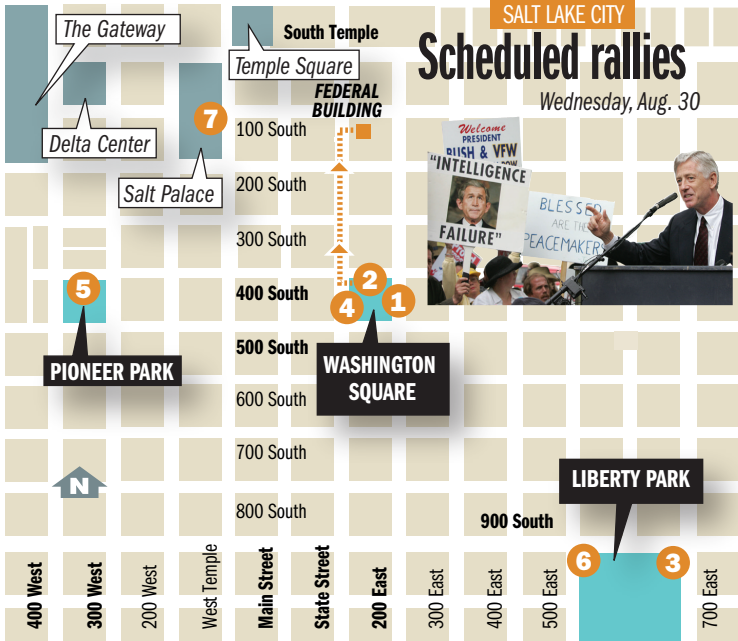 SALT LAKE CITY
Scheduled rallies
Wednesday, Aug. 30
The Gateway
South Temple
Temple Square
FEDERAL
BUILDING
Delta Center
7
100 South
Salt Palace
200 South
300 South
Welcome
PRESIDENT
BUSH & VFW
"INTELLIGENCE
FAILURE"
BLESSED
ARE THE
PEACEMAKERS
5
400 South
2
4
1
PIONEER PARK
500 South
WASHINGTON
SQUARE
600 South
700 South
N
LIBERTY PARK
800 South
900 South
6
3
400 West
300 West
200 West
West Temple
Main Street
State Street
200 East
300 East
400 East
500 East
700 East